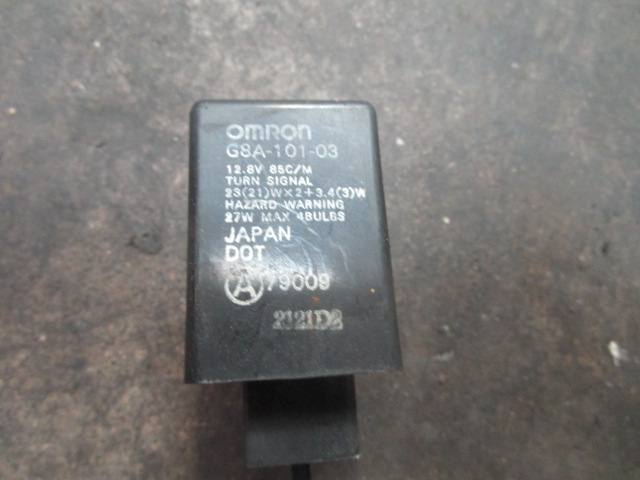 OMRON
G8A-101-03
12.8V 85C/M
TURN SIGNAL
23(21)W×2+3.4(3)W
HAZARD WARNING
27W MAX 4BULBS
JAPAN
DOT
A 79009
2121D2